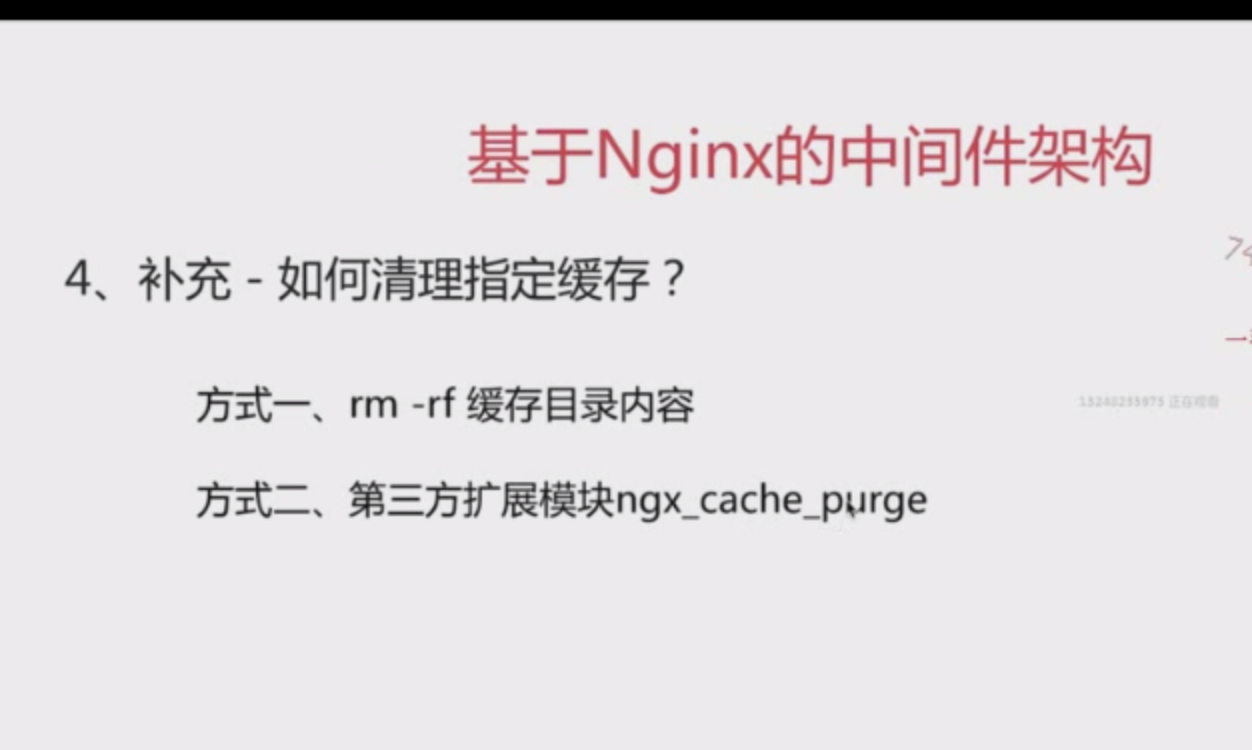 基于Nginx的中间件架构
4、补充 - 如何清理指定缓存？
方式一、rm -rf 缓存目录内容
正在观看
方式二、第三方扩展模块ngx_cache_purge